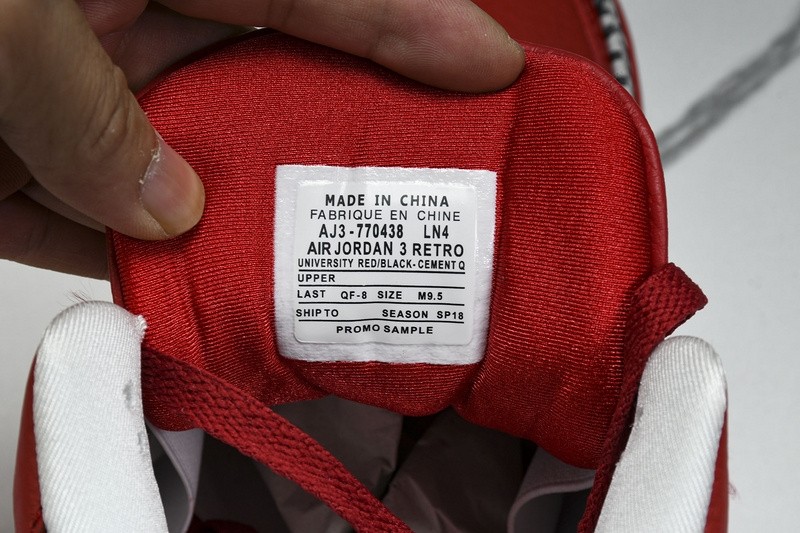 MADE IN CHINA
FABRIQUE EN CHINE
AJ3-770438 LN4
AIR JORDAN 3 RETRO
UNIVERSITY RED/BLACK-CEMENT Q
UPPER
LAST QF-8 SIZE M9.5
SHIP TO SEASON SP18
PROMO SAMPLE